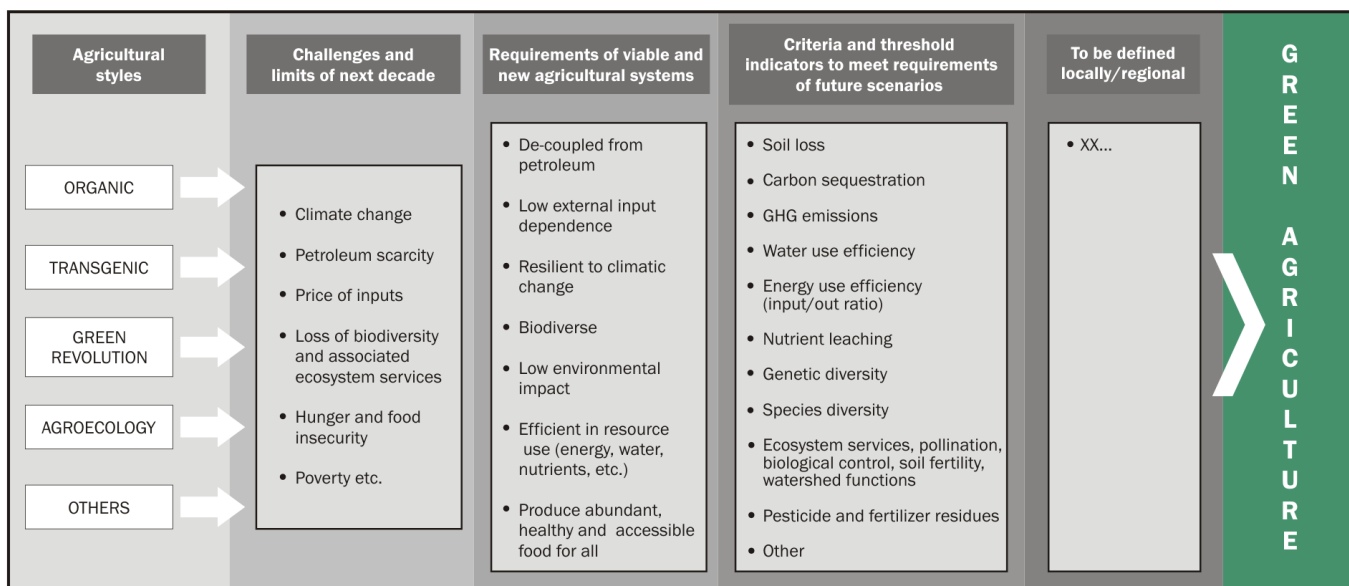 Agricultural
styles
ORGANIC
TRANSGENIC
GREEN
REVOLUTION
AGROECOLOGY
OTHERS
Challenges and
limits of next decade
• Climate change
• Petroleum scarcity
• Price of inputs
• Loss of biodiversity
and associated
ecosystem services
• Hunger and food
insecurity
• Poverty etc.
Requirements of viable and
new agricultural systems
• De-coupled from
petroleum
• Low external input
dependence
• Resilient to climatic
change
• Biodiverse
• Low environmental
impact
• Efficient in resource
use (energy, water,
nutrients, etc.)
• Produce abundant,
healthy and accessible
food for all
Criteria and threshold
indicators to meet requirements
of future scenarios
• Soil loss
• Carbon sequestration
• GHG emissions
• Water use efficiency
• Energy use efficiency
(input/out ratio)
• Nutrient leaching
• Genetic diversity
• Species diversity
• Ecosystem services, pollination,
biological control, soil fertility,
watershed functions
• Pesticide and fertilizer residues
• Other
To be defined
locally/regional
• XX...
GREEN AGRICULTURE